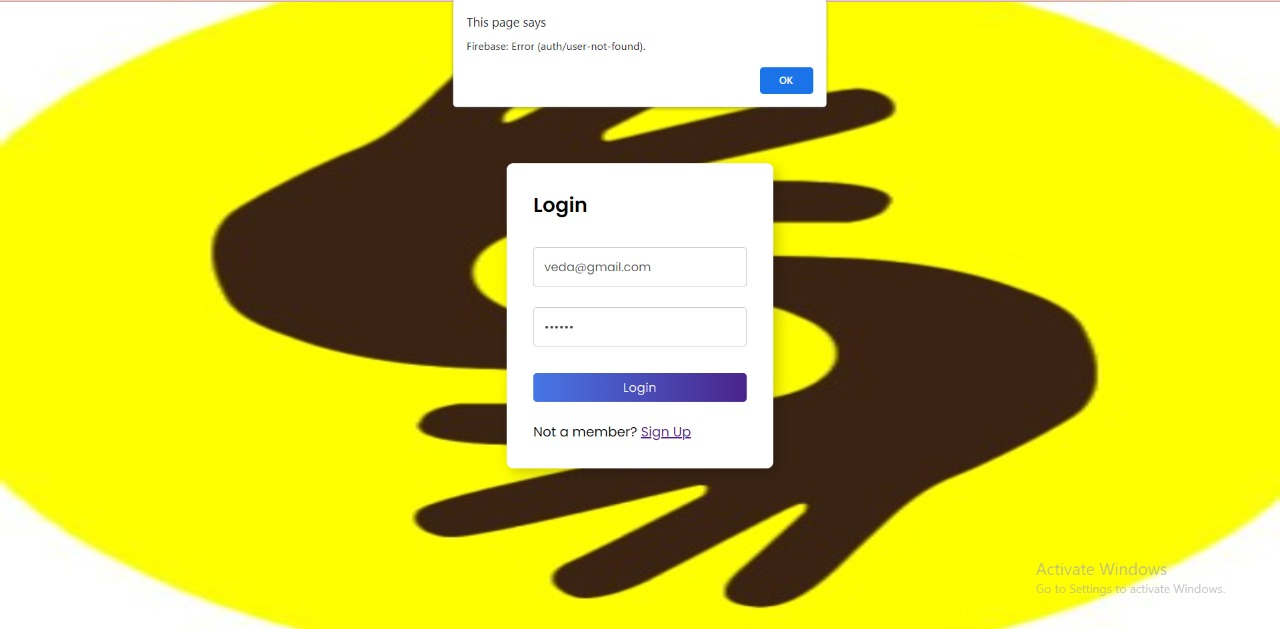 This page says
Firebase: Error (auth/user-not-found).
OK
Login
veda@gmail.com
••••••
Login
Not a member? Sign Up
Activate Windows
Go to Settings to activate Windows.